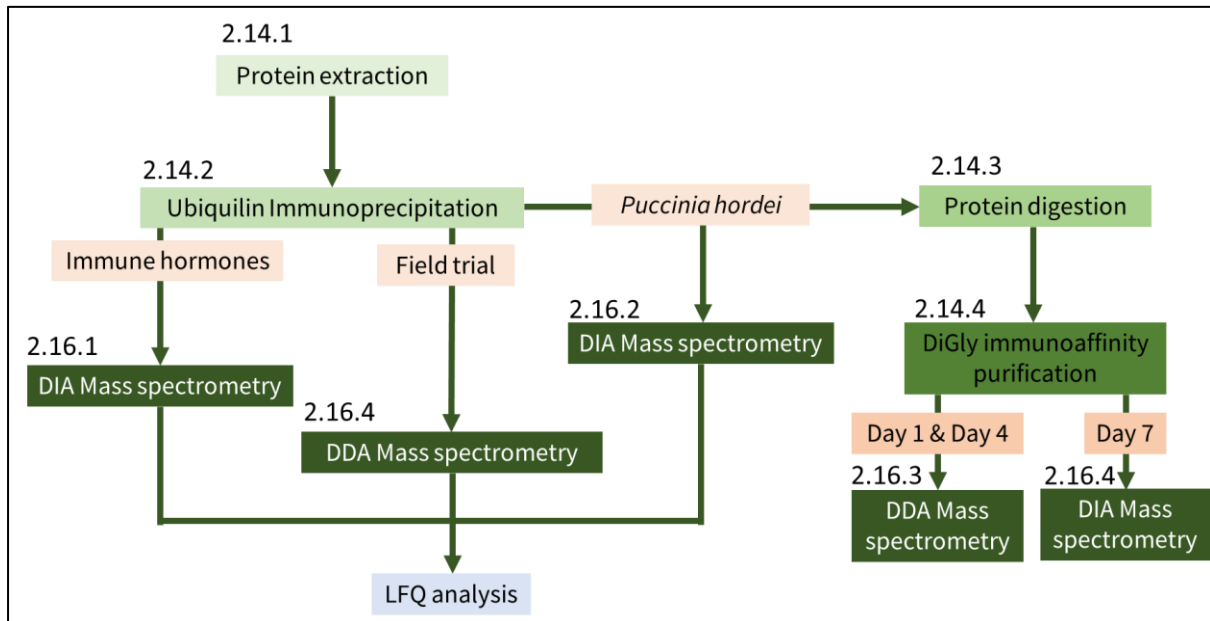 2.14.1
Protein extraction
2.14.2
Ubiquilin Immunoprecipitation
Puccinia hordei
2.14.3
Protein digestion
Immune hormones
Field trial
2.16.1
DIA Mass spectrometry
2.16.4
DDA Mass spectrometry
2.16.2
DIA Mass spectrometry
2.14.4
DiGly immunoaffinity
purification
Day 1 & Day 4
Day 7
2.16.3
DDA Mass
spectrometry
2.16.4
DIA Mass
spectrometry
LFQ analysis